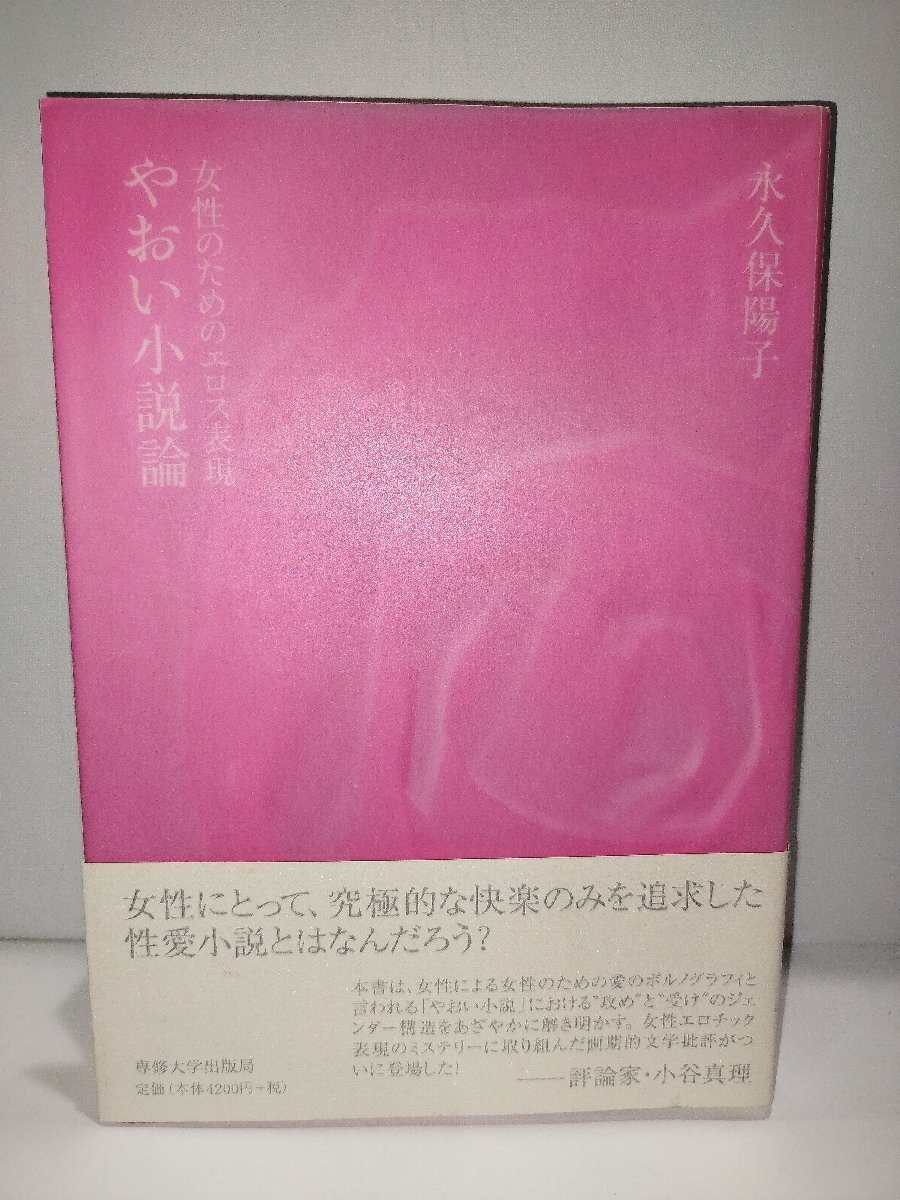 永久保陽子
女性のためのエロス表現
やおい小説論
女性にとって、究極的な快楽のみを追求した
性愛小説とはなんだろう?
本書は、女性による女性のための愛のポルノグラフィと
言われる「やおい小説」における"攻め"と"受け"のジェ
ンダー構造をあざやかに解き明かす。女性エロチック
表現のミステリーに取り組んだ画期的文学批評がつ
いに登場した!
――評論家・小谷真理
専修大学出版局
定価(本体4200円+税)